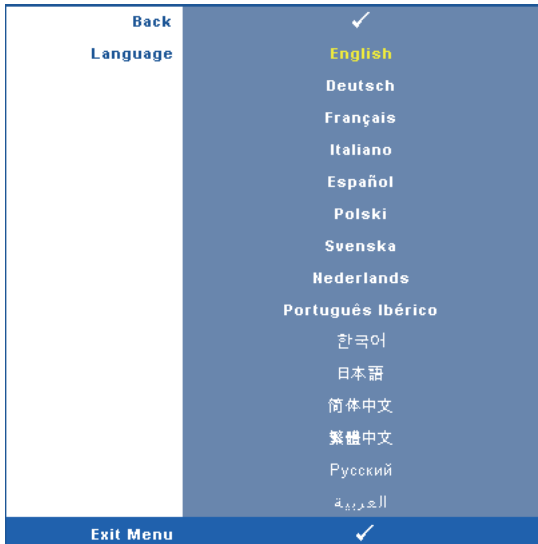 Back ✓
Language English
Deutsch
Français
Italiano
Español
Polski
Svenska
Nederlands
Português Ibérico
한국어
日本語
简体中文
繁體中文
Русский
العربية
Exit Menu ✓